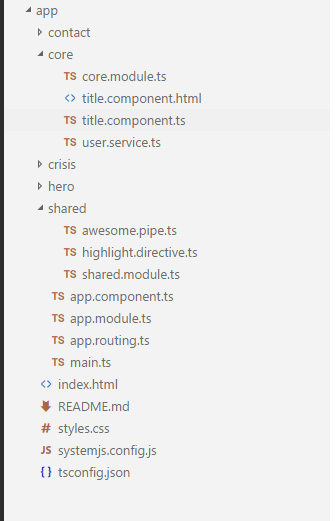 app
contact
core
TS core.module.ts
<> title.component.html
TS title.component.ts
TS user.service.ts
crisis
hero
shared
TS awesome.pipe.ts
TS highlight.directive.ts
TS shared.module.ts
TS app.component.ts
TS app.module.ts
TS app.routing.ts
TS main.ts
<> index.html
README.md
# styles.css
JS systemjs.config.js
{ } tsconfig.json